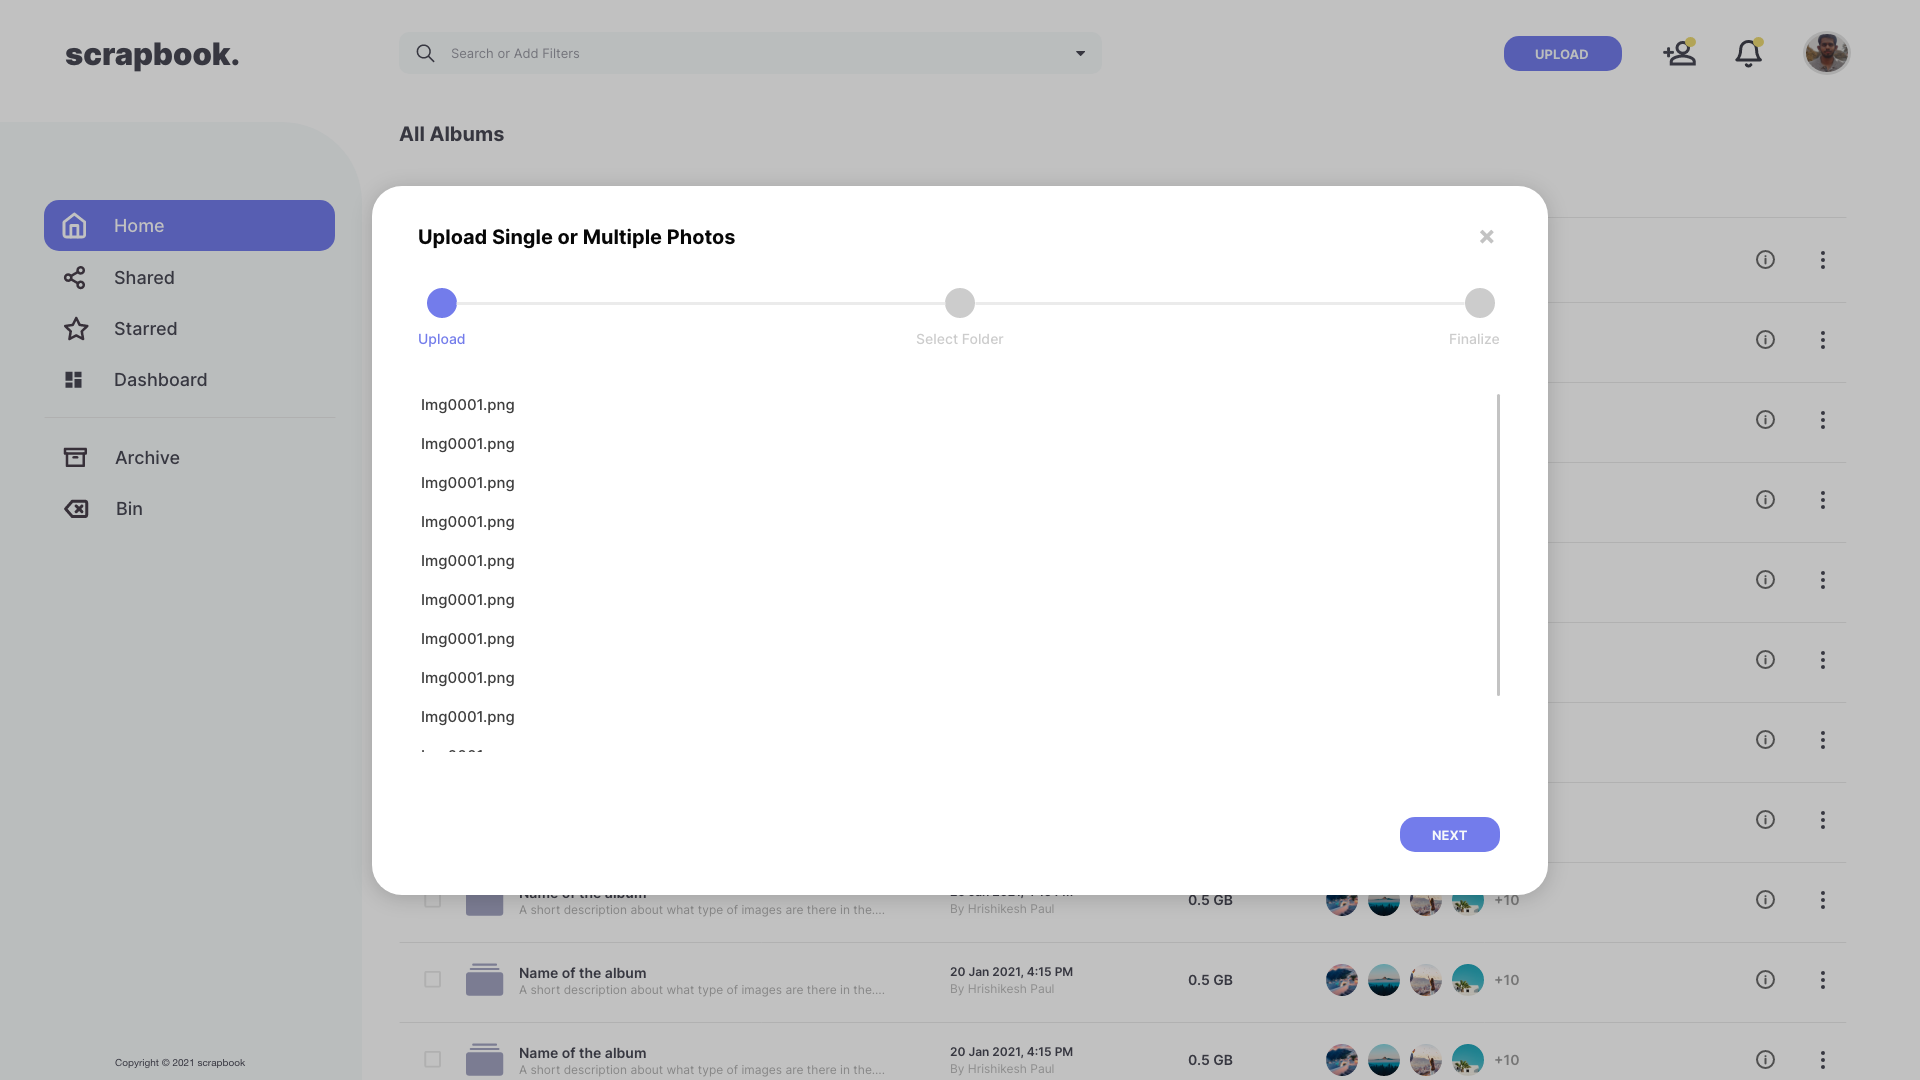 scrapbook.
Search or Add Filters
UPLOAD
All Albums
Home
Shared
Starred
Dashboard
Archive
Bin
Upload Single or Multiple Photos
Upload
Select Folder
Finalize
Img0001.png
Img0001.png
Img0001.png
Img0001.png
Img0001.png
Img0001.png
Img0001.png
Img0001.png
Img0001.png
NEXT
Name of the album
A short description about what type of images are there in the....
By Hrishikesh Paul
0.5 GB
+10
Name of the album
A short description about what type of images are there in the....
20 Jan 2021, 4:15 PM
By Hrishikesh Paul
0.5 GB
+10
Name of the album
A short description about what type of images are there in the....
20 Jan 2021, 4:15 PM
By Hrishikesh Paul
0.5 GB
+10
Copyright © 2021 scrapbook